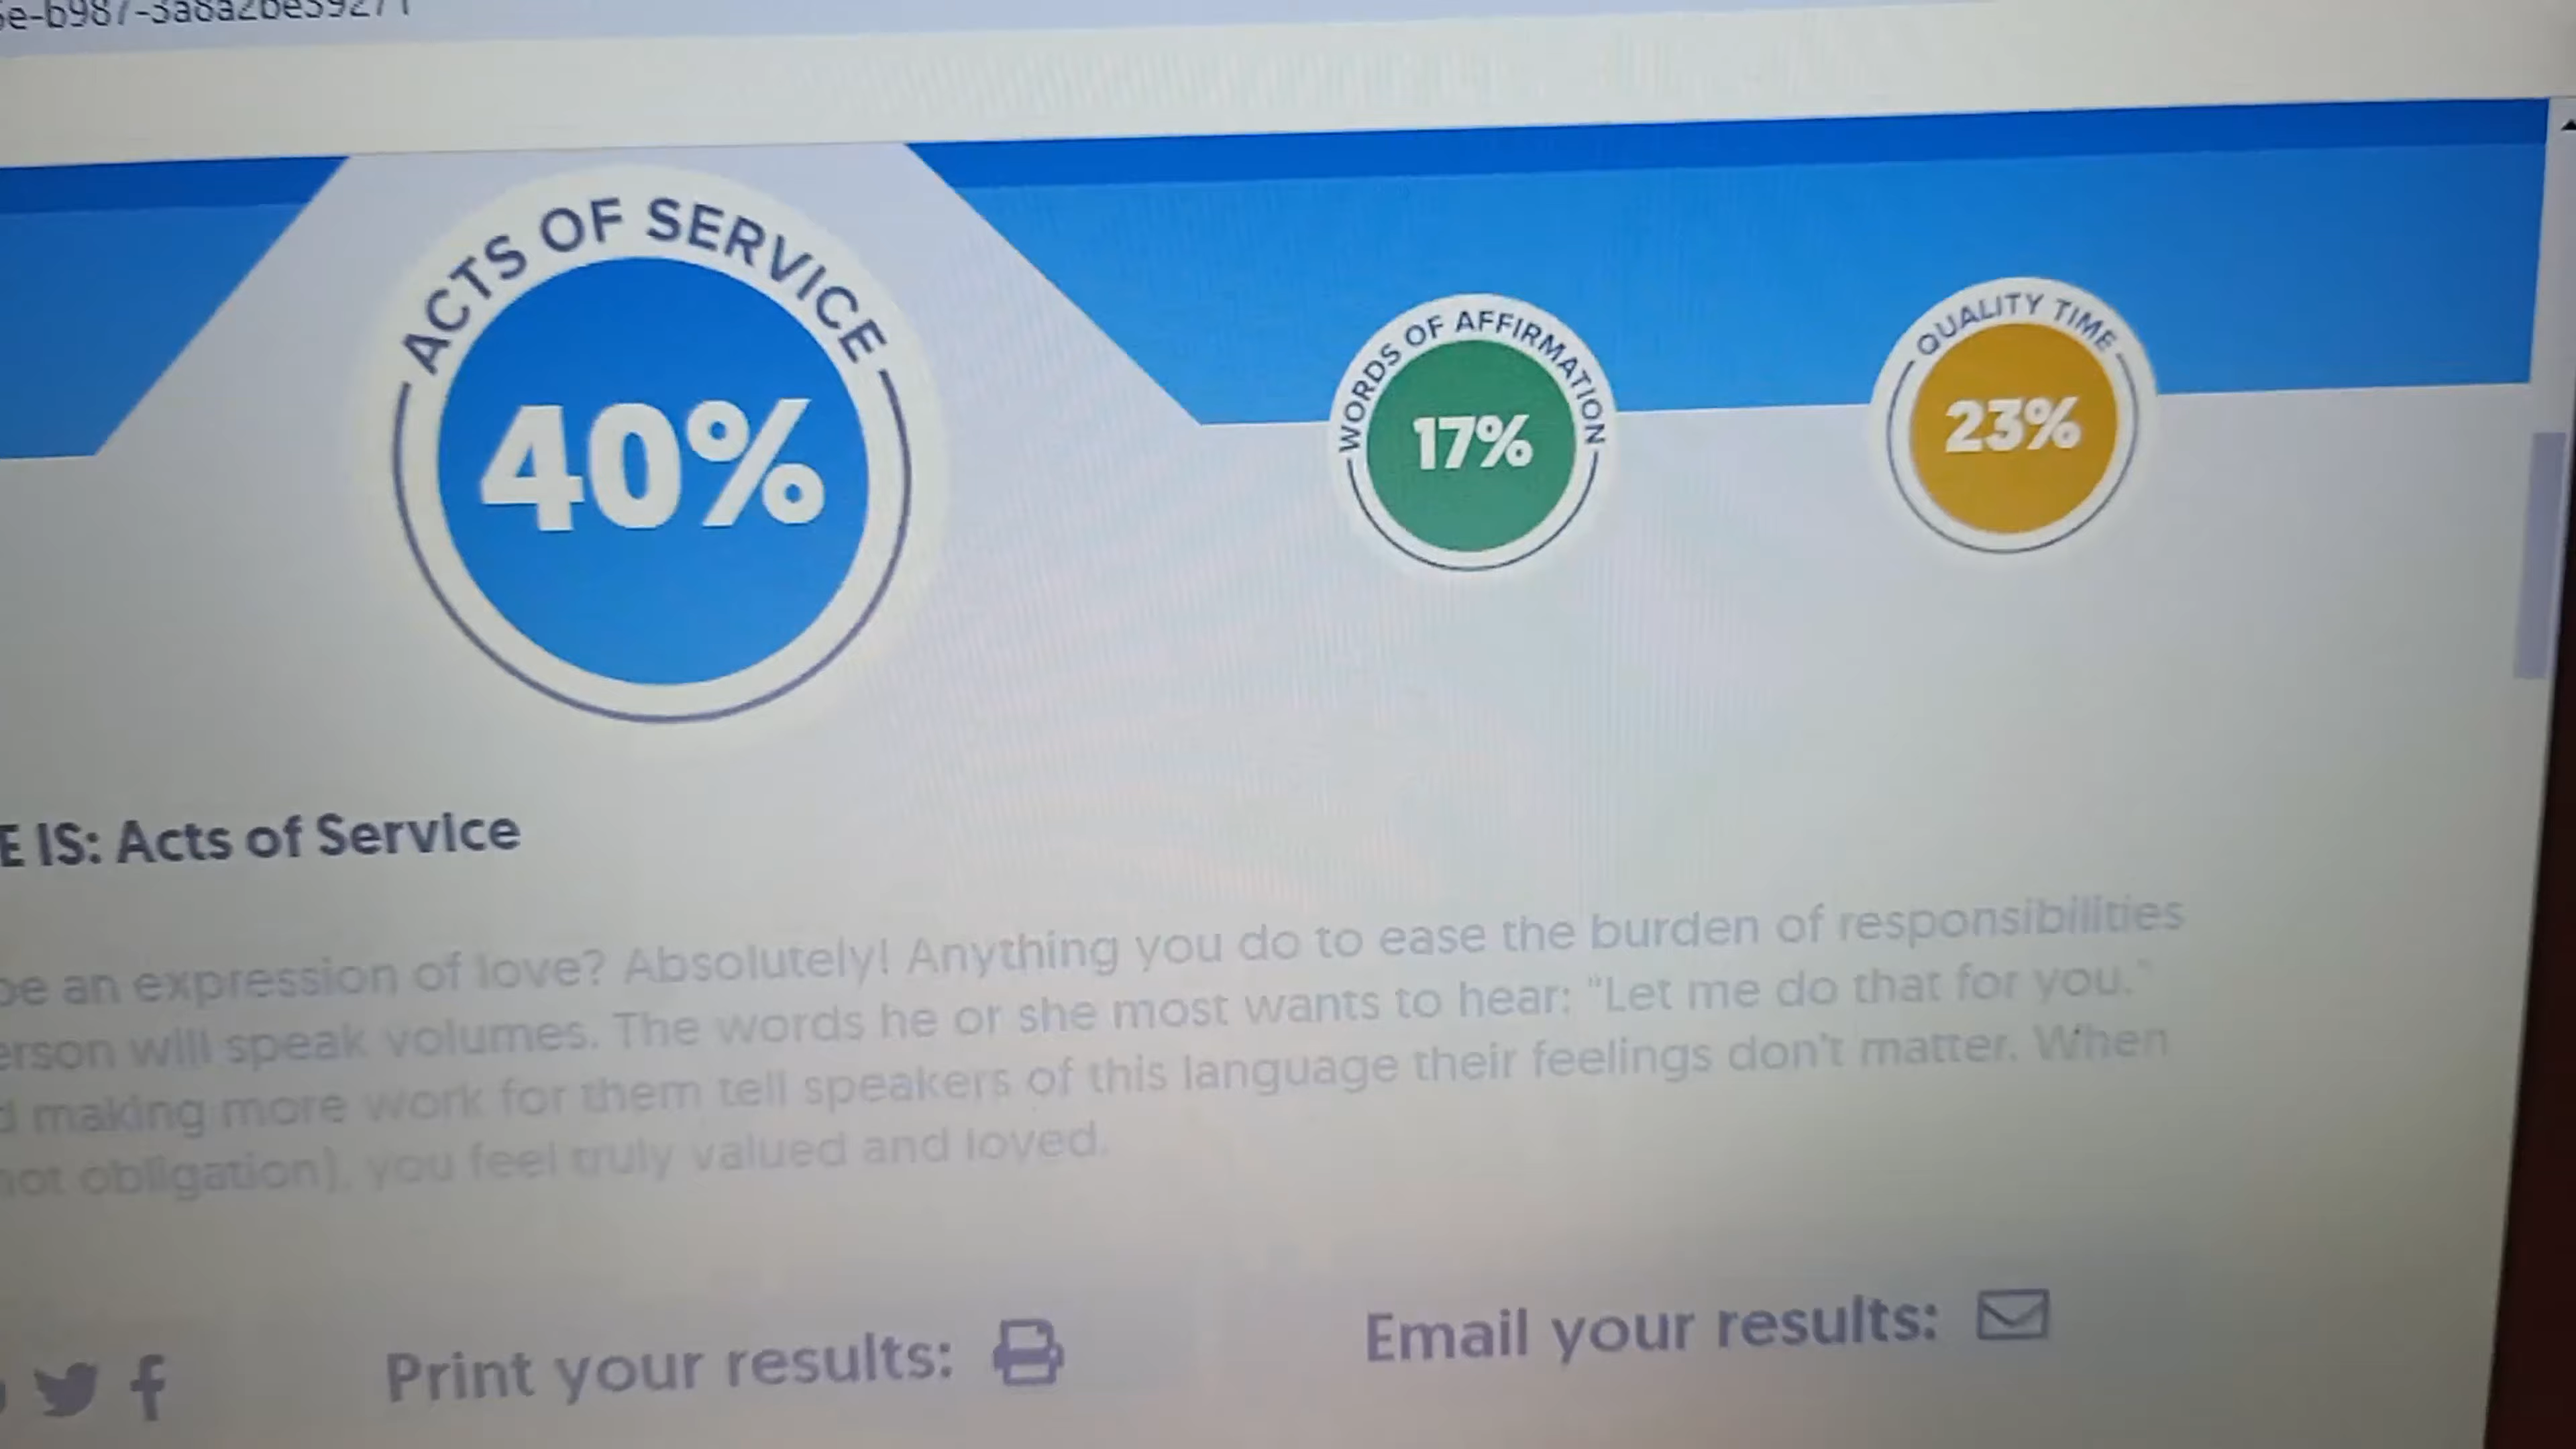 e-b987-3a8a2be59271
ACTS OF SERVICE
40%
WORDS OF AFFIRMATION
17%
QUALITY TIME
23%
E IS: Acts of Service
be an expression of love? Absolutely! Anything you do to ease the burden of responsibilities
erson will speak volumes. The words he or she most wants to hear: "Let me do that for you."
d making more work for them tell speakers of this language their feelings don't matter. When
not obligation), you feel truly valued and loved.
Print your results:
Email your results: